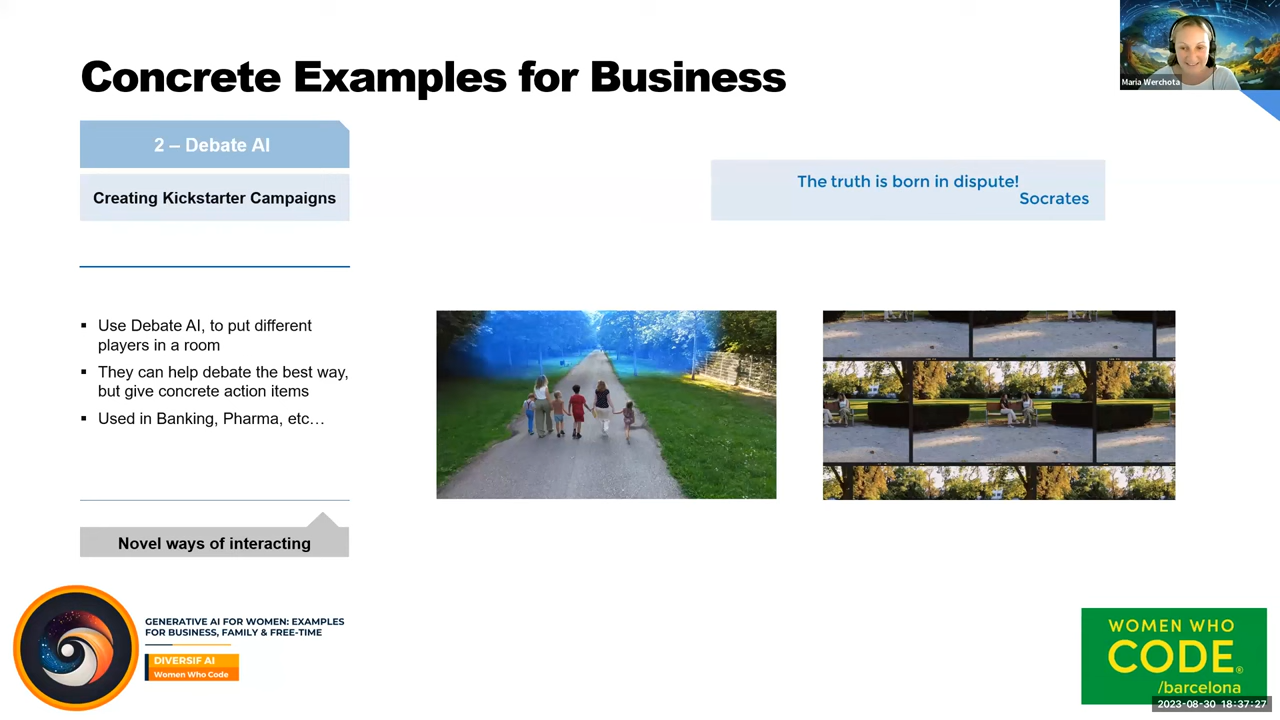 Concrete Examples for Business
Maria Werchota
2 – Debate AI
Creating Kickstarter Campaigns
The truth is born in dispute!
Socrates
▪ Use Debate AI, to put different
players in a room
▪ They can help debate the best way,
but give concrete action items
▪ Used in Banking, Pharma, etc…
Novel ways of interacting
GENERATIVE AI FOR WOMEN: EXAMPLES
FOR BUSINESS, FAMILY & FREE-TIME
DIVERSIF AI
Women Who Code
WOMEN WHO
CODE®
/barcelona
2023-08-30 18:37:27